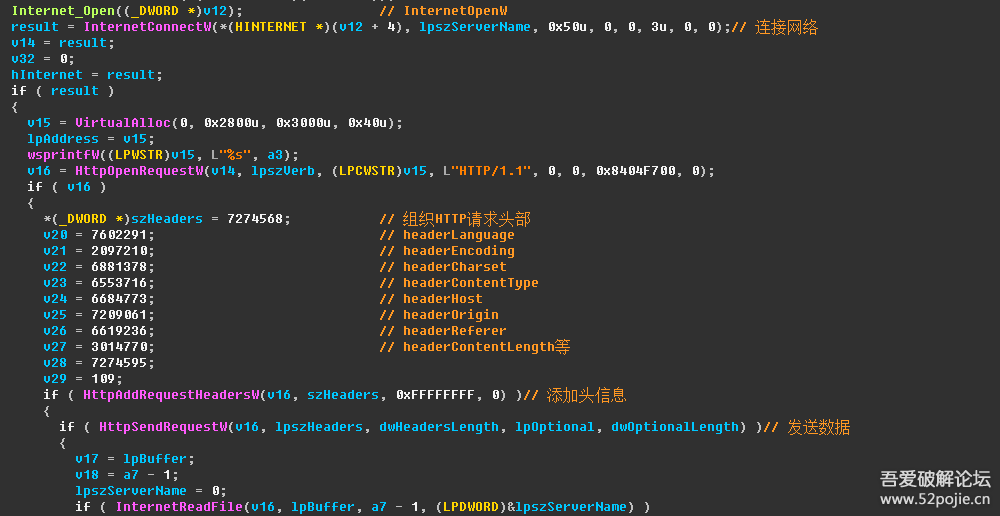 Internet_Open((_DWORD *)v12); // InternetOpenW
result = InternetConnectW(*(HINTERNET *)(v12 + 4), lpszServerName, 0x50u, 0, 0, 3u, 0, 0);// 连接网络
v14 = result;
v32 = 0;
hInternet = result;
if ( result )
{
v15 = VirtualAlloc(0, 0x2800u, 0x3000u, 0x40u);
lpAddress = v15;
wsprintfW((LPWSTR)v15, L"%s", a3);
v16 = HttpOpenRequestW(v14, lpszVerb, (LPCWSTR)v15, L"HTTP/1.1", 0, 0, 0x8404F700, 0);
if ( v16 )
{
*(_DWORD *)szHeaders = 7274568; // 组织HTTP请求头部
v20 = 7602291; // headerLanguage
v21 = 2097210; // headerEncoding
v22 = 6881378; // headerCharset
v23 = 6553716; // headerContentType
v24 = 6684773; // headerHost
v25 = 7209061; // headerOrigin
v26 = 6619236; // headerReferer
v27 = 3014770; // headerContentLength等
v28 = 7274595;
v29 = 109;
if ( HttpAddRequestHeadersW(v16, szHeaders, 0xFFFFFFFF, 0) )// 添加头信息
{
if ( HttpSendRequestW(v16, lpszHeaders, dwHeadersLength, lpOptional, dwOptionalLength) )// 发送数据
{
v17 = lpBuffer;
v18 = a7 - 1;
lpszServerName = 0;
if ( InternetReadFile(v16, lpBuffer, a7 - 1, (LPDWORD)&lpszServerName) )
吾爱破解论坛
www.52pojie.cn